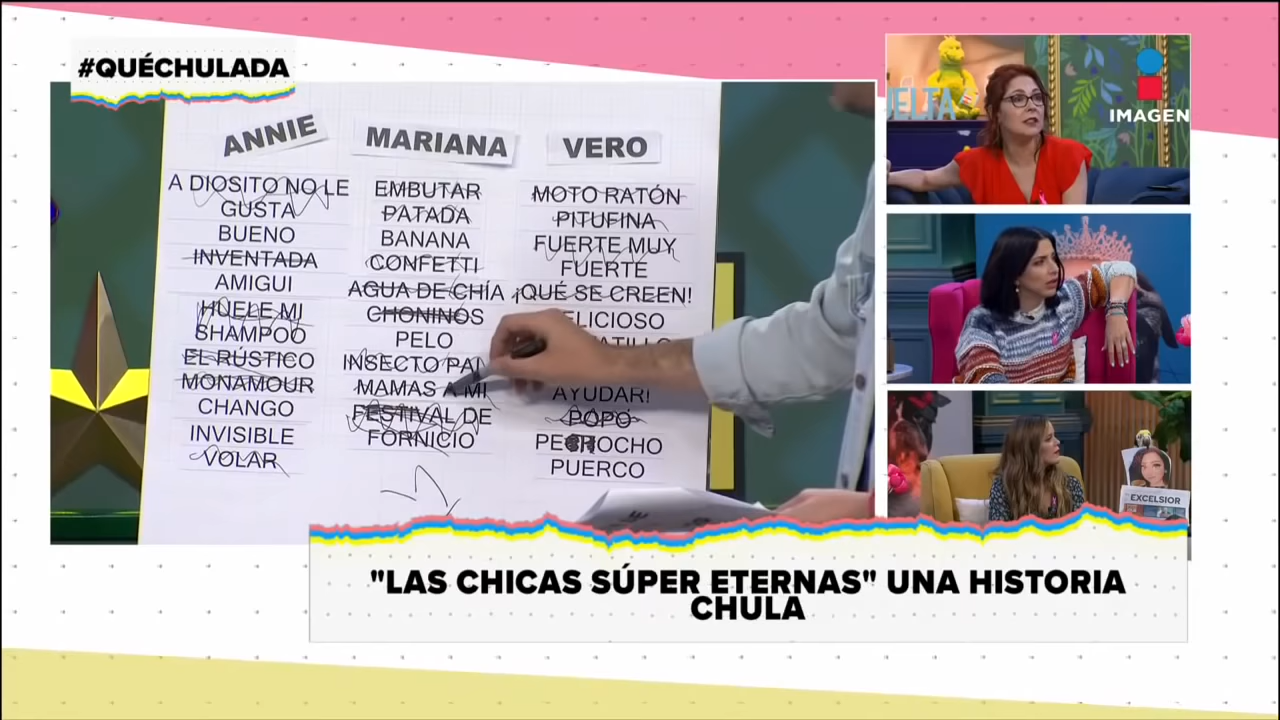 #QUÉCHULADA
ANNIE
A DIOSITO NO LE
GUSTA
BUENO
INVENTADA
AMIGUI
HUELE MI
SHAMPOO
EL RÚSTICO
MONAMOUR
CHANGO
INVISIBLE
VOLAR
MARIANA
EMBUTAR
PATADA
BANANA
CONFETTI
AGUA DE CHÍA
CHONINOS
PELO
INSECTO
MAMAS A MI
FESTIVAL DE
FORNICIO
VERO
MOTO RATÓN
PITUFINA
FUERTE MUY
FUERTE
¡QUÉ SE CREEN!
AYUDAR!
POPO
PUERCO
IMAGEN
EXCELSIOR
"LAS CHICAS SÚPER ETERNAS" UNA HISTORIA
CHULA